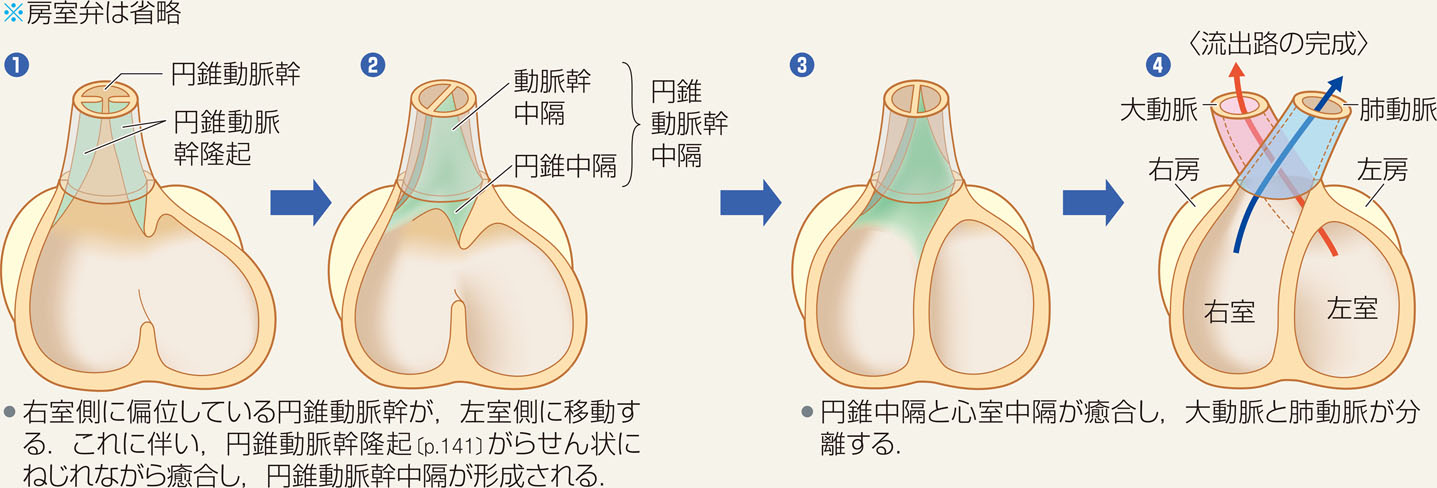 ※房室弁は省略
1
円錐動脈幹
円錐動脈
幹隆起
2
動脈幹
中隔
円錐中隔
円錐
動脈幹
中隔
3
4
〈流出路の完成〉
大動脈
肺動脈
右房
左房
右室
左室
● 右室側に偏位している円錐動脈幹が，左室側に移動す
る．これに伴い，円錐動脈幹隆起〔p.141〕がらせん状に
ねじれながら癒合し，円錐動脈幹中隔が形成される．
● 円錐中隔と心室中隔が癒合し，大動脈と肺動脈が分
離する．